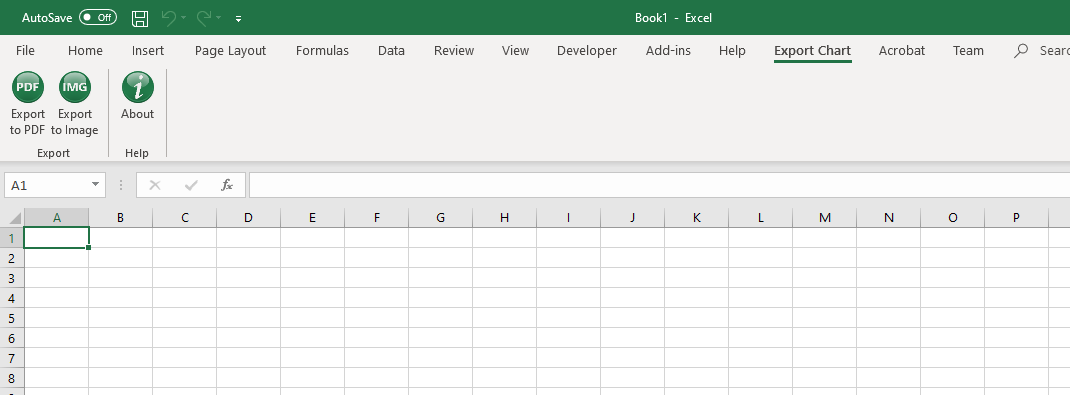 AutoSave Off Book1 - Excel
File Home Insert Page Layout Formulas Data Review View Developer Add-ins Help Export Chart Acrobat Team
PDF IMG i
Export Export About
to PDF to Image
Export Help
A1 fx
A B C D E F G H I J K L M N O P
1
2
3
4
5
6
7
8